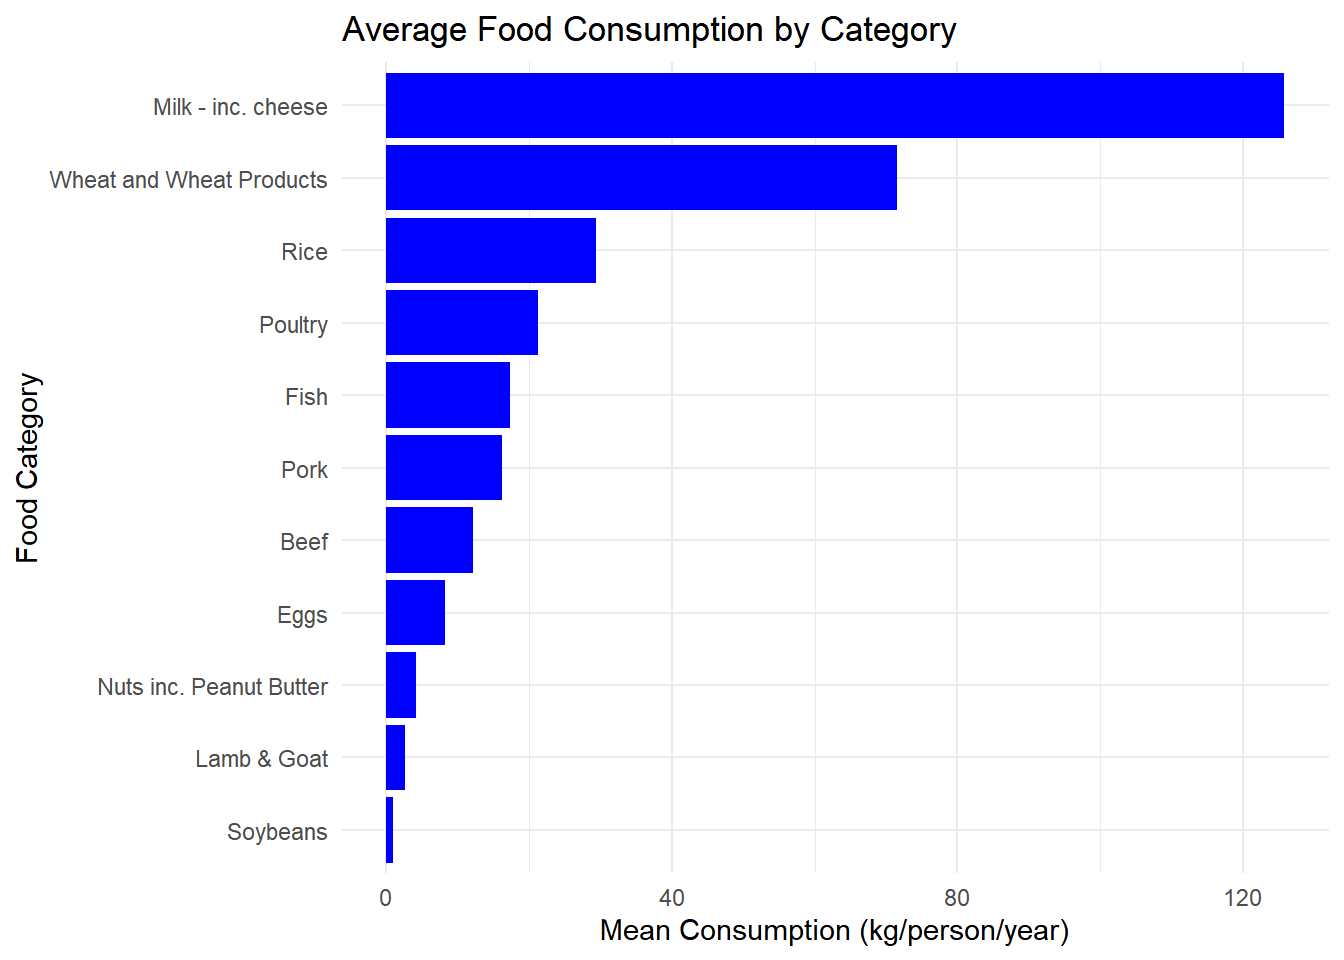 Average Food Consumption by Category
Food Category
Milk - inc. cheese
Wheat and Wheat Products
Rice
Poultry
Fish
Pork
Beef
Eggs
Nuts inc. Peanut Butter
Lamb & Goat
Soybeans
0 40 80 120
Mean Consumption (kg/person/year)